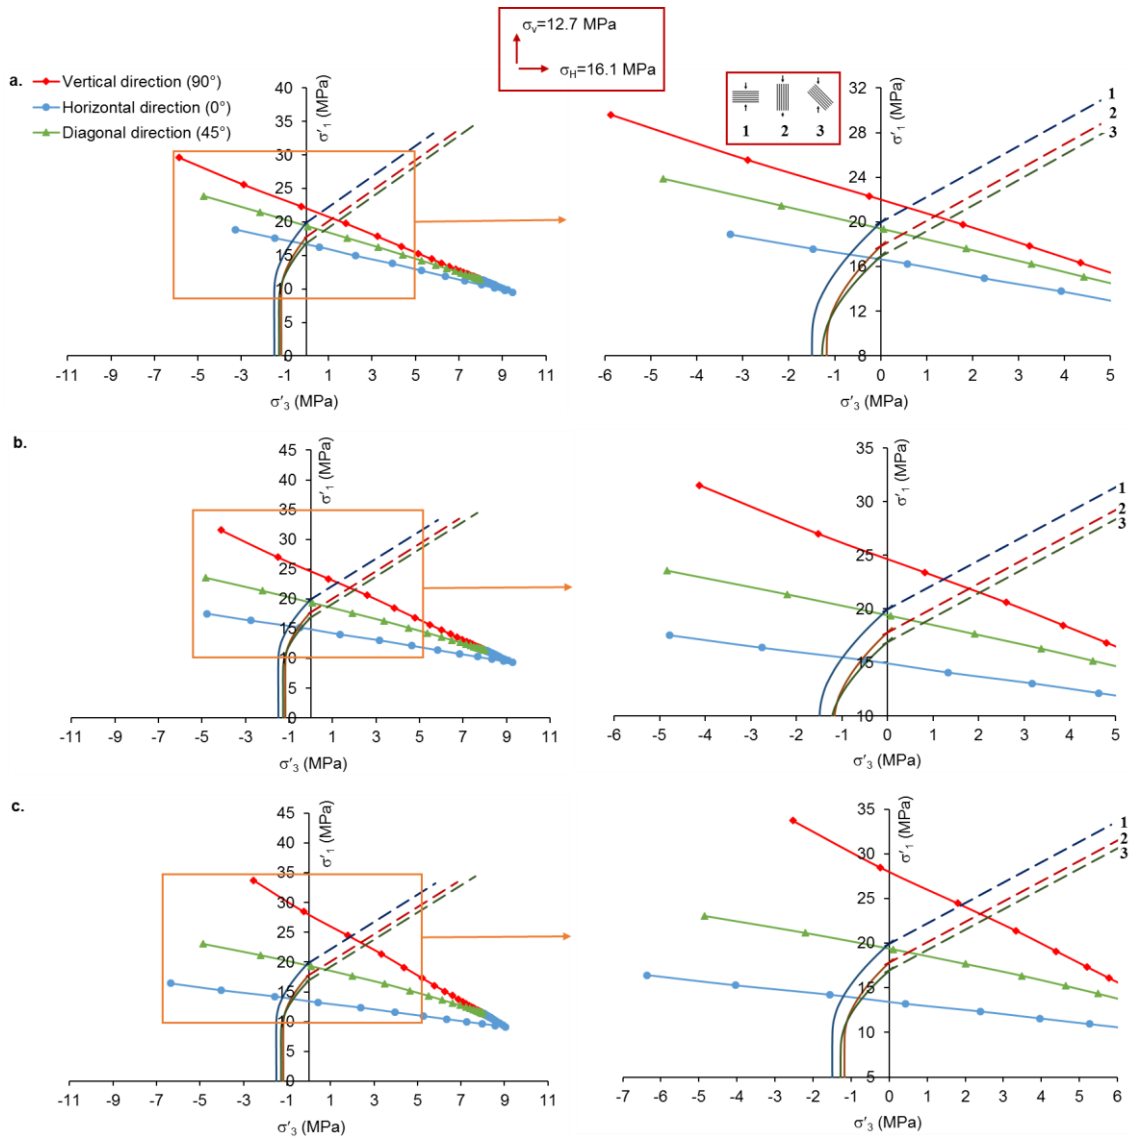 σv=12.7 MPa
σH=16.1 MPa
a.
Vertical direction (90°)
Horizontal direction (0°)
Diagonal direction (45°)
40
35
30
25
20
15
10
5
0
σ′1 (MPa)
-11 -9 -7 -5 -3 -1 1 3 5 7 9 11
σ′3 (MPa)
32
28
24
20
16
12
8
σ′1 (MPa)
1 2 3
1
2
3
-6 -5 -4 -3 -2 -1 0 1 2 3 4 5
σ′3 (MPa)
b.
45
40
35
30
25
20
15
10
5
0
σ′1 (MPa)
-11 -9 -7 -5 -3 -1 1 3 5 7 9 11
σ′3 (MPa)
35
30
25
20
15
10
σ′1 (MPa)
1
2
3
-6 -5 -4 -3 -2 -1 0 1 2 3 4 5
σ′3 (MPa)
c.
45
40
35
30
25
20
15
10
5
0
σ′1 (MPa)
-11 -9 -7 -5 -3 -1 1 3 5 7 9 11
σ′3 (MPa)
35
30
25
20
15
10
5
σ′1 (MPa)
1
2
3
-7 -6 -5 -4 -3 -2 -1 0 1 2 3 4 5 6
σ′3 (MPa)